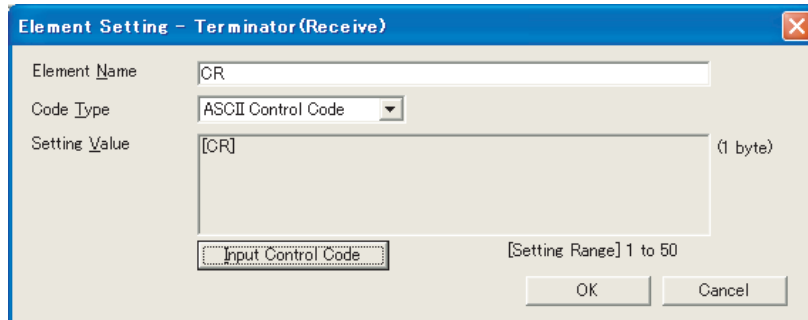 Element Setting - Terminator(Receive)
Element Name CR
Code Type ASCII Control Code
Setting Value [CR] (1 byte)
Input Control Code [Setting Range] 1 to 50
OK Cancel